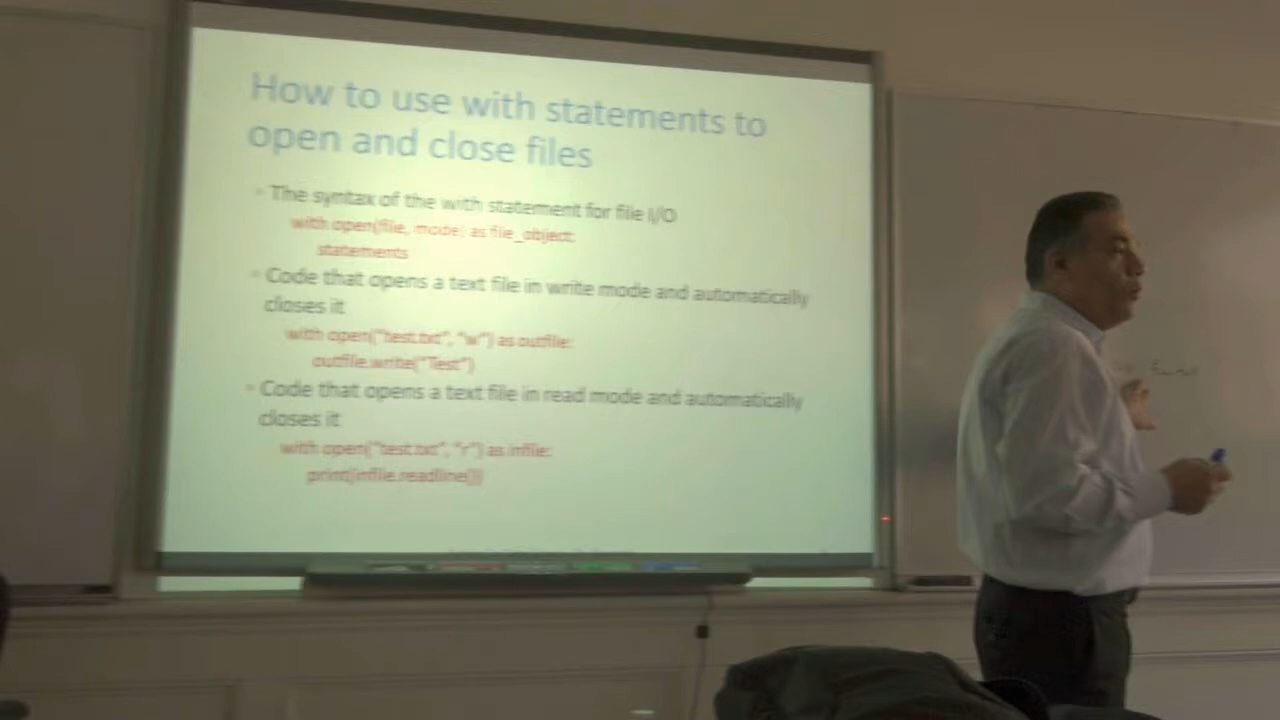 How to use with statements to
open and close files
The syntax of the with statement for file I/O
with open(file, mode) as file_object:
statements
Code that opens a text file in write mode and automatically
closes it
with open("test.txt", "w") as outfile:
outfile.write("Test")
Code that opens a text file in read mode and automatically
closes it
with open("test.txt", "r") as infile:
print(infile.readline())